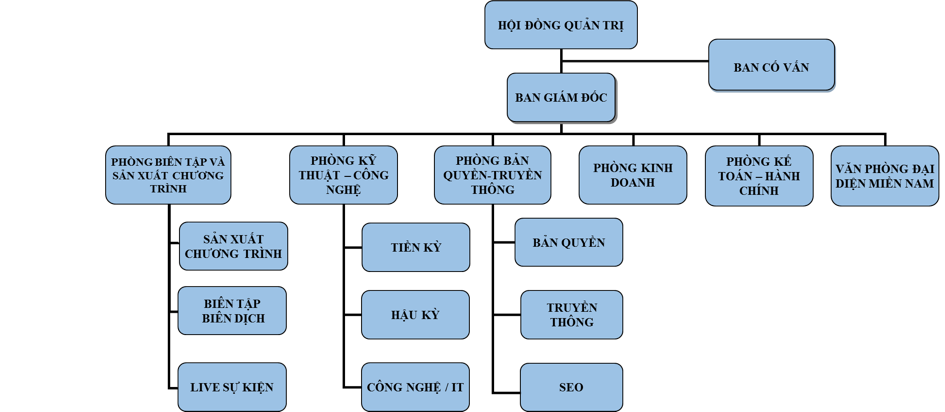 HỘI ĐỒNG QUẢN TRỊ
BAN CỐ VẤN
BAN GIÁM ĐỐC
PHÒNG BIÊN TẬP VÀ
SẢN XUẤT CHƯƠNG
TRÌNH
PHÒNG KỸ
THUẬT – CÔNG
NGHỆ
PHÒNG BẢN
QUYỀN-TRUYỀN
THÔNG
PHÒNG KINH
DOANH
PHÒNG KẾ
TOÁN – HÀNH
CHÍNH
VĂN PHÒNG ĐẠI
DIỆN MIỀN NAM
SẢN XUẤT
CHƯƠNG TRÌNH
TIỀN KỲ
BẢN QUYỀN
BIÊN TẬP
BIÊN DỊCH
HẬU KỲ
TRUYỀN
THÔNG
LIVE SỰ KIỆN
CÔNG NGHỆ / IT
SEO